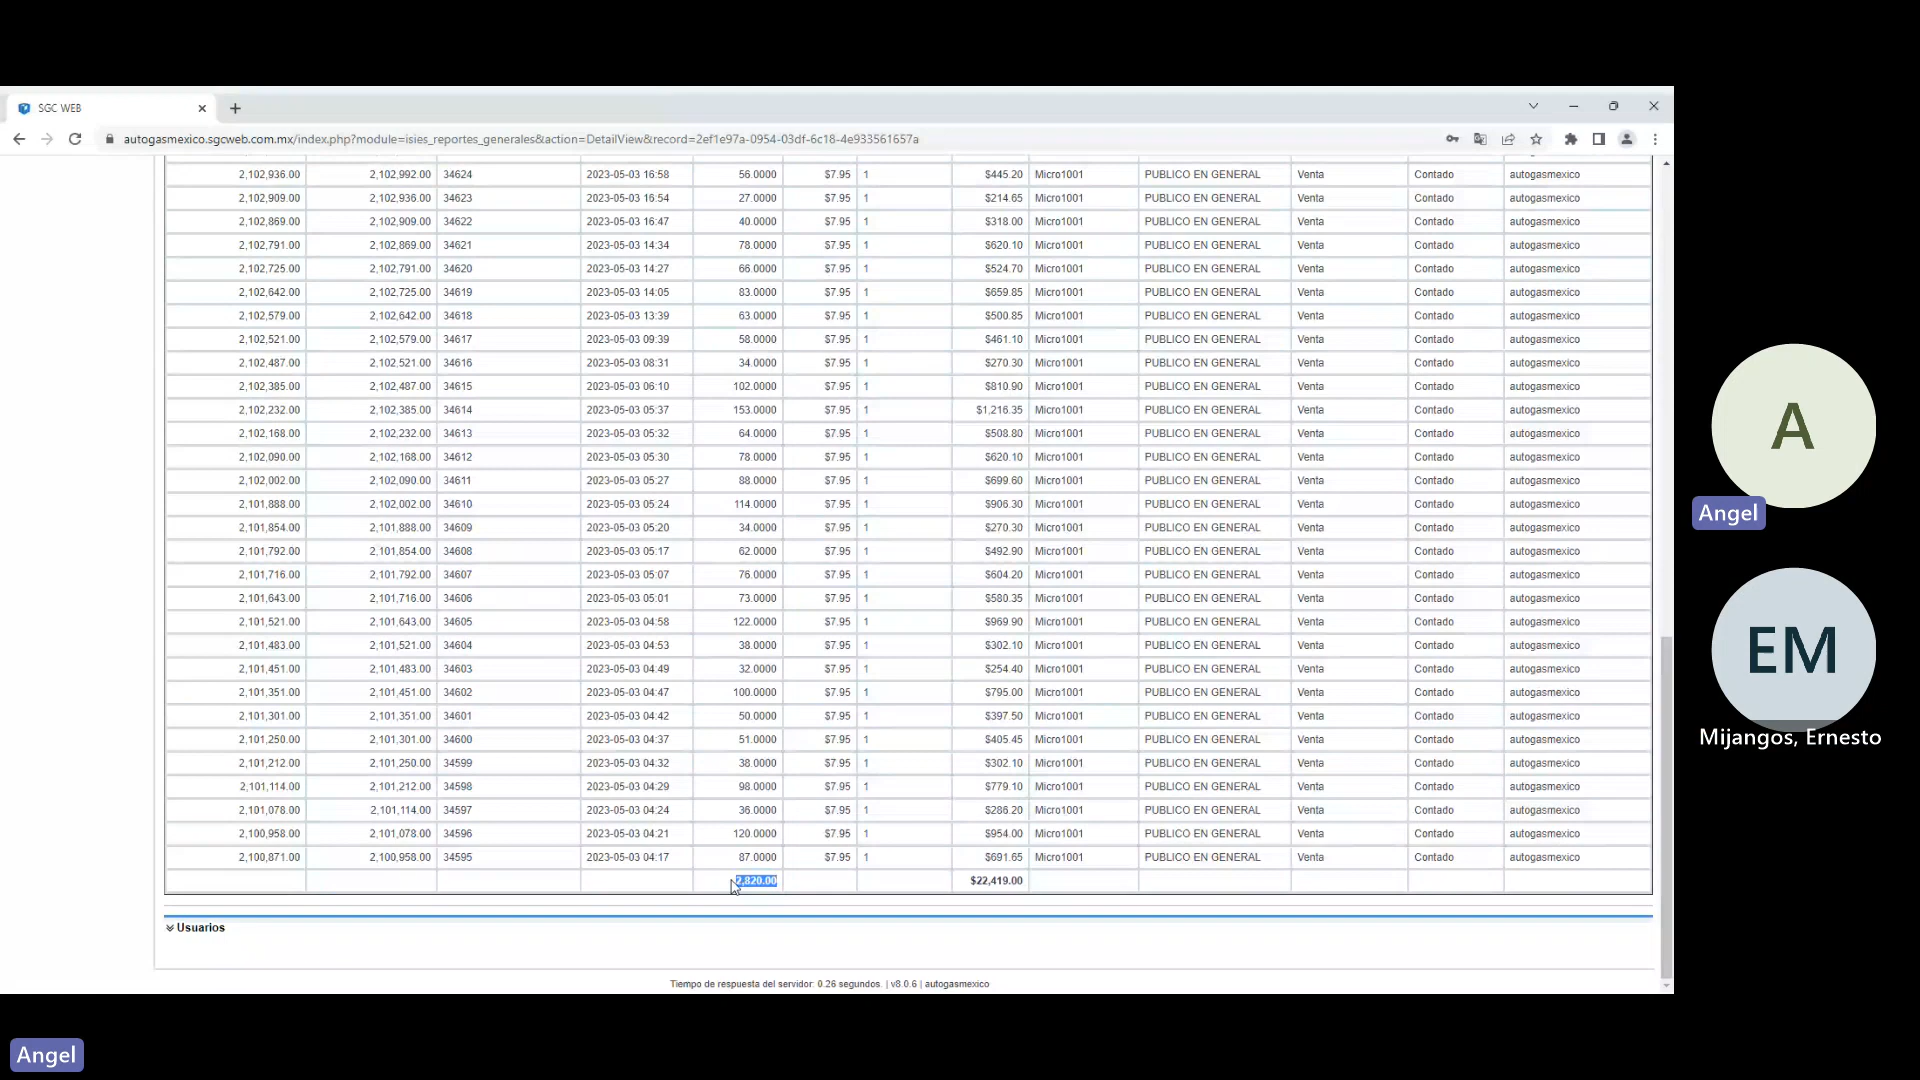 SGC WEB
autogasmexico.sgcweb.com.mx/index.php?module=isies_reportes_generales&action=DetailView&record=2ef1e97a-0954-03df-6c18-4e933561657a
2,102,936.00 2,102,992.00 34624 2023-05-03 16:58 56.0000 $7.95 1 $445.20 Micro1001 PUBLICO EN GENERAL Venta Contado autogasmexico
2,102,909.00 2,102,936.00 34623 2023-05-03 16:54 27.0000 $7.95 1 $214.65 Micro1001 PUBLICO EN GENERAL Venta Contado autogasmexico
2,102,869.00 2,102,909.00 34622 2023-05-03 16:47 40.0000 $7.95 1 $318.00 Micro1001 PUBLICO EN GENERAL Venta Contado autogasmexico
2,102,791.00 2,102,869.00 34621 2023-05-03 14:34 78.0000 $7.95 1 $620.10 Micro1001 PUBLICO EN GENERAL Venta Contado autogasmexico
2,102,725.00 2,102,791.00 34620 2023-05-03 14:27 66.0000 $7.95 1 $524.70 Micro1001 PUBLICO EN GENERAL Venta Contado autogasmexico
2,102,642.00 2,102,725.00 34619 2023-05-03 14:05 83.0000 $7.95 1 $659.85 Micro1001 PUBLICO EN GENERAL Venta Contado autogasmexico
2,102,579.00 2,102,642.00 34618 2023-05-03 13:39 63.0000 $7.95 1 $500.85 Micro1001 PUBLICO EN GENERAL Venta Contado autogasmexico
2,102,521.00 2,102,579.00 34617 2023-05-03 09:39 58.0000 $7.95 1 $461.10 Micro1001 PUBLICO EN GENERAL Venta Contado autogasmexico
2,102,487.00 2,102,521.00 34616 2023-05-03 08:31 34.0000 $7.95 1 $270.30 Micro1001 PUBLICO EN GENERAL Venta Contado autogasmexico
2,102,385.00 2,102,487.00 34615 2023-05-03 06:10 102.0000 $7.95 1 $810.90 Micro1001 PUBLICO EN GENERAL Venta Contado autogasmexico
2,102,232.00 2,102,385.00 34614 2023-05-03 05:37 153.0000 $7.95 1 $1,216.35 Micro1001 PUBLICO EN GENERAL Venta Contado autogasmexico
2,102,168.00 2,102,232.00 34613 2023-05-03 05:32 64.0000 $7.95 1 $508.80 Micro1001 PUBLICO EN GENERAL Venta Contado autogasmexico
2,102,090.00 2,102,168.00 34612 2023-05-03 05:30 78.0000 $7.95 1 $620.10 Micro1001 PUBLICO EN GENERAL Venta Contado autogasmexico
2,102,002.00 2,102,090.00 34611 2023-05-03 05:27 88.0000 $7.95 1 $699.60 Micro1001 PUBLICO EN GENERAL Venta Contado autogasmexico
2,101,888.00 2,102,002.00 34610 2023-05-03 05:24 114.0000 $7.95 1 $906.30 Micro1001 PUBLICO EN GENERAL Venta Contado autogasmexico
2,101,854.00 2,101,888.00 34609 2023-05-03 05:20 34.0000 $7.95 1 $270.30 Micro1001 PUBLICO EN GENERAL Venta Contado autogasmexico
2,101,792.00 2,101,854.00 34608 2023-05-03 05:17 62.0000 $7.95 1 $492.90 Micro1001 PUBLICO EN GENERAL Venta Contado autogasmexico
2,101,716.00 2,101,792.00 34607 2023-05-03 05:07 76.0000 $7.95 1 $604.20 Micro1001 PUBLICO EN GENERAL Venta Contado autogasmexico
2,101,643.00 2,101,716.00 34606 2023-05-03 05:01 73.0000 $7.95 1 $580.35 Micro1001 PUBLICO EN GENERAL Venta Contado autogasmexico
2,101,521.00 2,101,643.00 34605 2023-05-03 04:58 122.0000 $7.95 1 $969.90 Micro1001 PUBLICO EN GENERAL Venta Contado autogasmexico
2,101,483.00 2,101,521.00 34604 2023-05-03 04:53 38.0000 $7.95 1 $302.10 Micro1001 PUBLICO EN GENERAL Venta Contado autogasmexico
2,101,451.00 2,101,483.00 34603 2023-05-03 04:49 32.0000 $7.95 1 $254.40 Micro1001 PUBLICO EN GENERAL Venta Contado autogasmexico
2,101,351.00 2,101,451.00 34602 2023-05-03 04:47 100.0000 $7.95 1 $795.00 Micro1001 PUBLICO EN GENERAL Venta Contado autogasmexico
2,101,301.00 2,101,351.00 34601 2023-05-03 04:42 50.0000 $7.95 1 $397.50 Micro1001 PUBLICO EN GENERAL Venta Contado autogasmexico
2,101,250.00 2,101,301.00 34600 2023-05-03 04:37 51.0000 $7.95 1 $405.45 Micro1001 PUBLICO EN GENERAL Venta Contado autogasmexico
2,101,212.00 2,101,250.00 34599 2023-05-03 04:32 38.0000 $7.95 1 $302.10 Micro1001 PUBLICO EN GENERAL Venta Contado autogasmexico
2,101,114.00 2,101,212.00 34598 2023-05-03 04:29 98.0000 $7.95 1 $779.10 Micro1001 PUBLICO EN GENERAL Venta Contado autogasmexico
2,101,078.00 2,101,114.00 34597 2023-05-03 04:24 36.0000 $7.95 1 $286.20 Micro1001 PUBLICO EN GENERAL Venta Contado autogasmexico
2,100,958.00 2,101,078.00 34596 2023-05-03 04:21 120.0000 $7.95 1 $954.00 Micro1001 PUBLICO EN GENERAL Venta Contado autogasmexico
2,100,871.00 2,100,958.00 34595 2023-05-03 04:17 87.0000 $7.95 1 $691.65 Micro1001 PUBLICO EN GENERAL Venta Contado autogasmexico
2,820.00 $22,419.00
Usuarios
Tiempo de respuesta del servidor: 0.26 segundos. | v8.0.6 | autogasmexico
A
Angel
EM
Mijangos, Ernesto
Angel